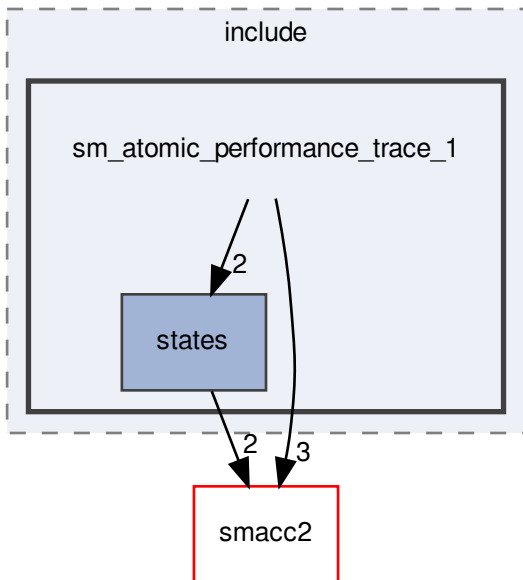 include
sm_atomic_performance_trace_1
2
states
2
3
smacc2